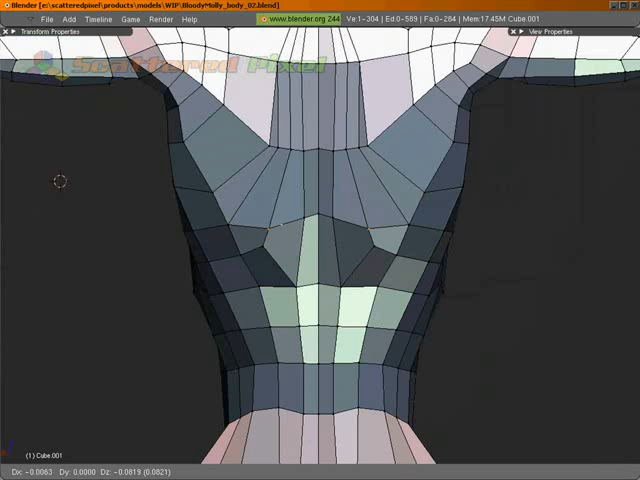 Blender [e:\scatteredpixel\products\models\WIP\BloodyMolly_body_02.blend]
File Add Timeline Game Render Help www.blender.org 244 Ve:1-304 | Ed:0-589 | Fa:0-284 | Mem:17.45M Cube.001
Transform Properties View Properties
Scattered Pixel
(1) Cube.001
Dx: -0.0063 Dy: 0.0000 Dz: -0.0819 (0.0821)